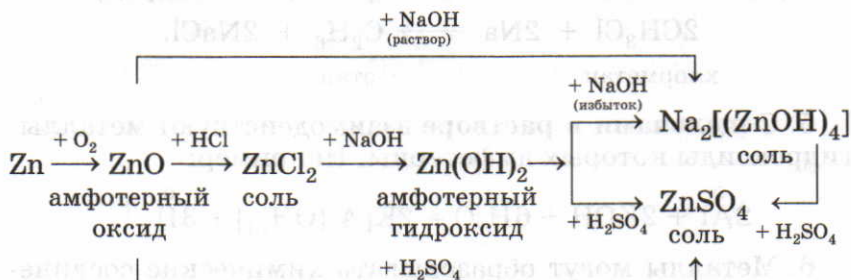 + NaOH
(раствор)
+ NaOH
(избыток)
Na₂[(ZnOH)₄]
соль
Zn + O₂ → ZnO + HCl → ZnCl₂ + NaOH → Zn(OH)₂ →
амфотерный
оксид
соль
амфотерный
гидроксид
+ H₂SO₄
ZnSO₄
соль
+ H₂SO₄
+ H₂SO₄